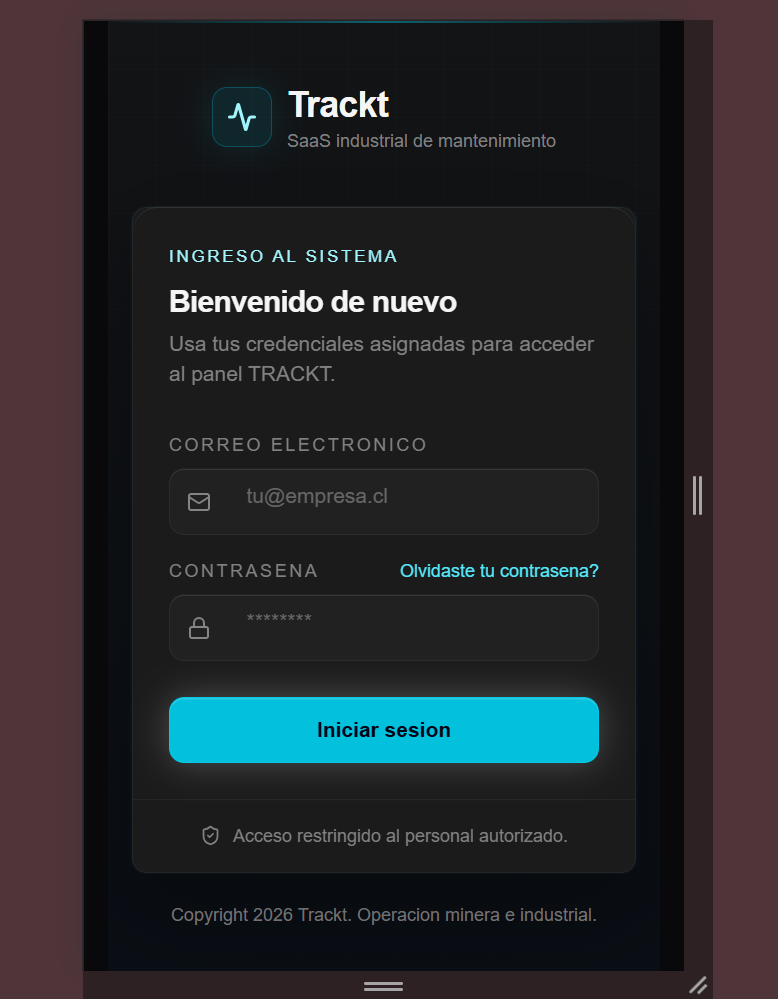 Trackt
SaaS industrial de mantenimiento
INGRESO AL SISTEMA
Bienvenido de nuevo
Usa tus credenciales asignadas para acceder
al panel TRACKT.
CORREO ELECTRONICO
tu@empresa.cl
CONTRASENA Olvidaste tu contrasena?
********
Iniciar sesion
Acceso restringido al personal autorizado.
Copyright 2026 Trackt. Operacion minera e industrial.